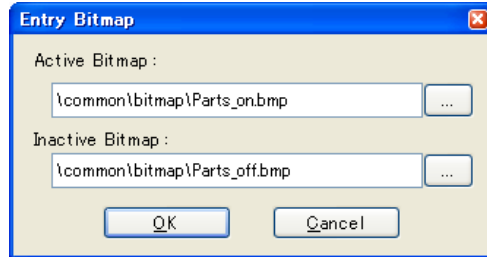 Entry Bitmap
Active Bitmap :
\common\bitmap\Parts_on.bmp
...
Inactive Bitmap :
\common\bitmap\Parts_off.bmp
...
OK
Cancel